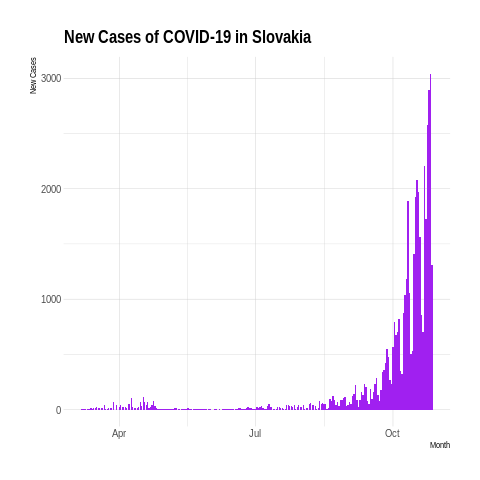 New Cases of COVID-19 in Slovakia
New Cases
3000
2000
1000
0
Apr
Jul
Oct
Month